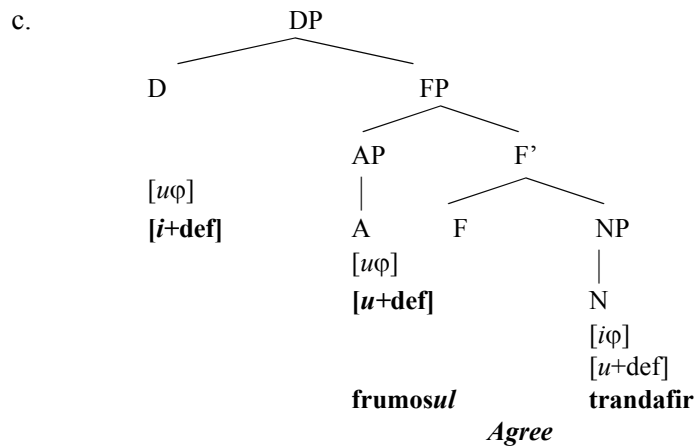 c. DP
D FP
AP F’
[uφ]
[i+def] A F NP
[uφ]
[u+def] N
[iφ]
[u+def]
frumosul trandafir
Agree